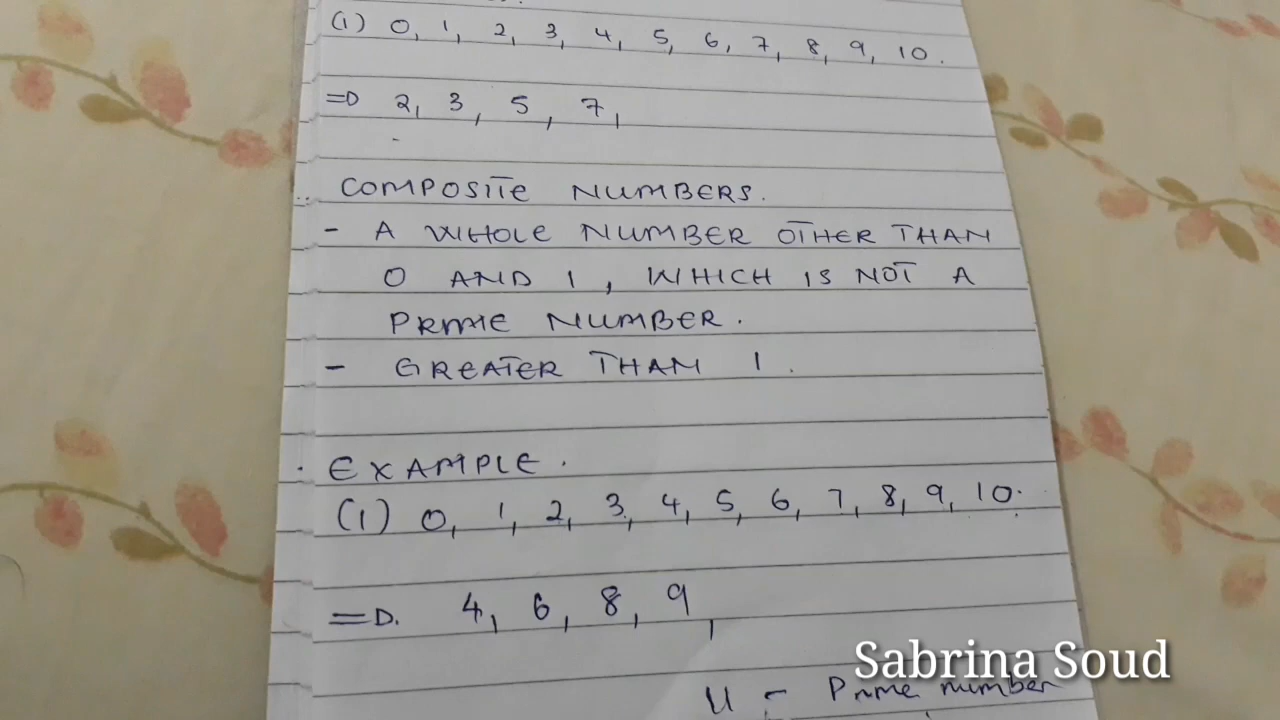 (1) 0, 1, 2, 3, 4, 5, 6, 7, 8, 9, 10.
=D 2, 3, 5, 7,
COMPOSITE NUMBERS.
- A WHOLE NUMBER OTHER THAN
0 AND 1, WHICH IS NOT A
PRIME NUMBER.
- GREATER THAN 1.
. EXAMPLE.
(1) 0, 1, 2, 3, 4, 5, 6, 7, 8, 9, 10.
=D. 4, 6, 8, 9,
Sabrina Soud
- Prime number